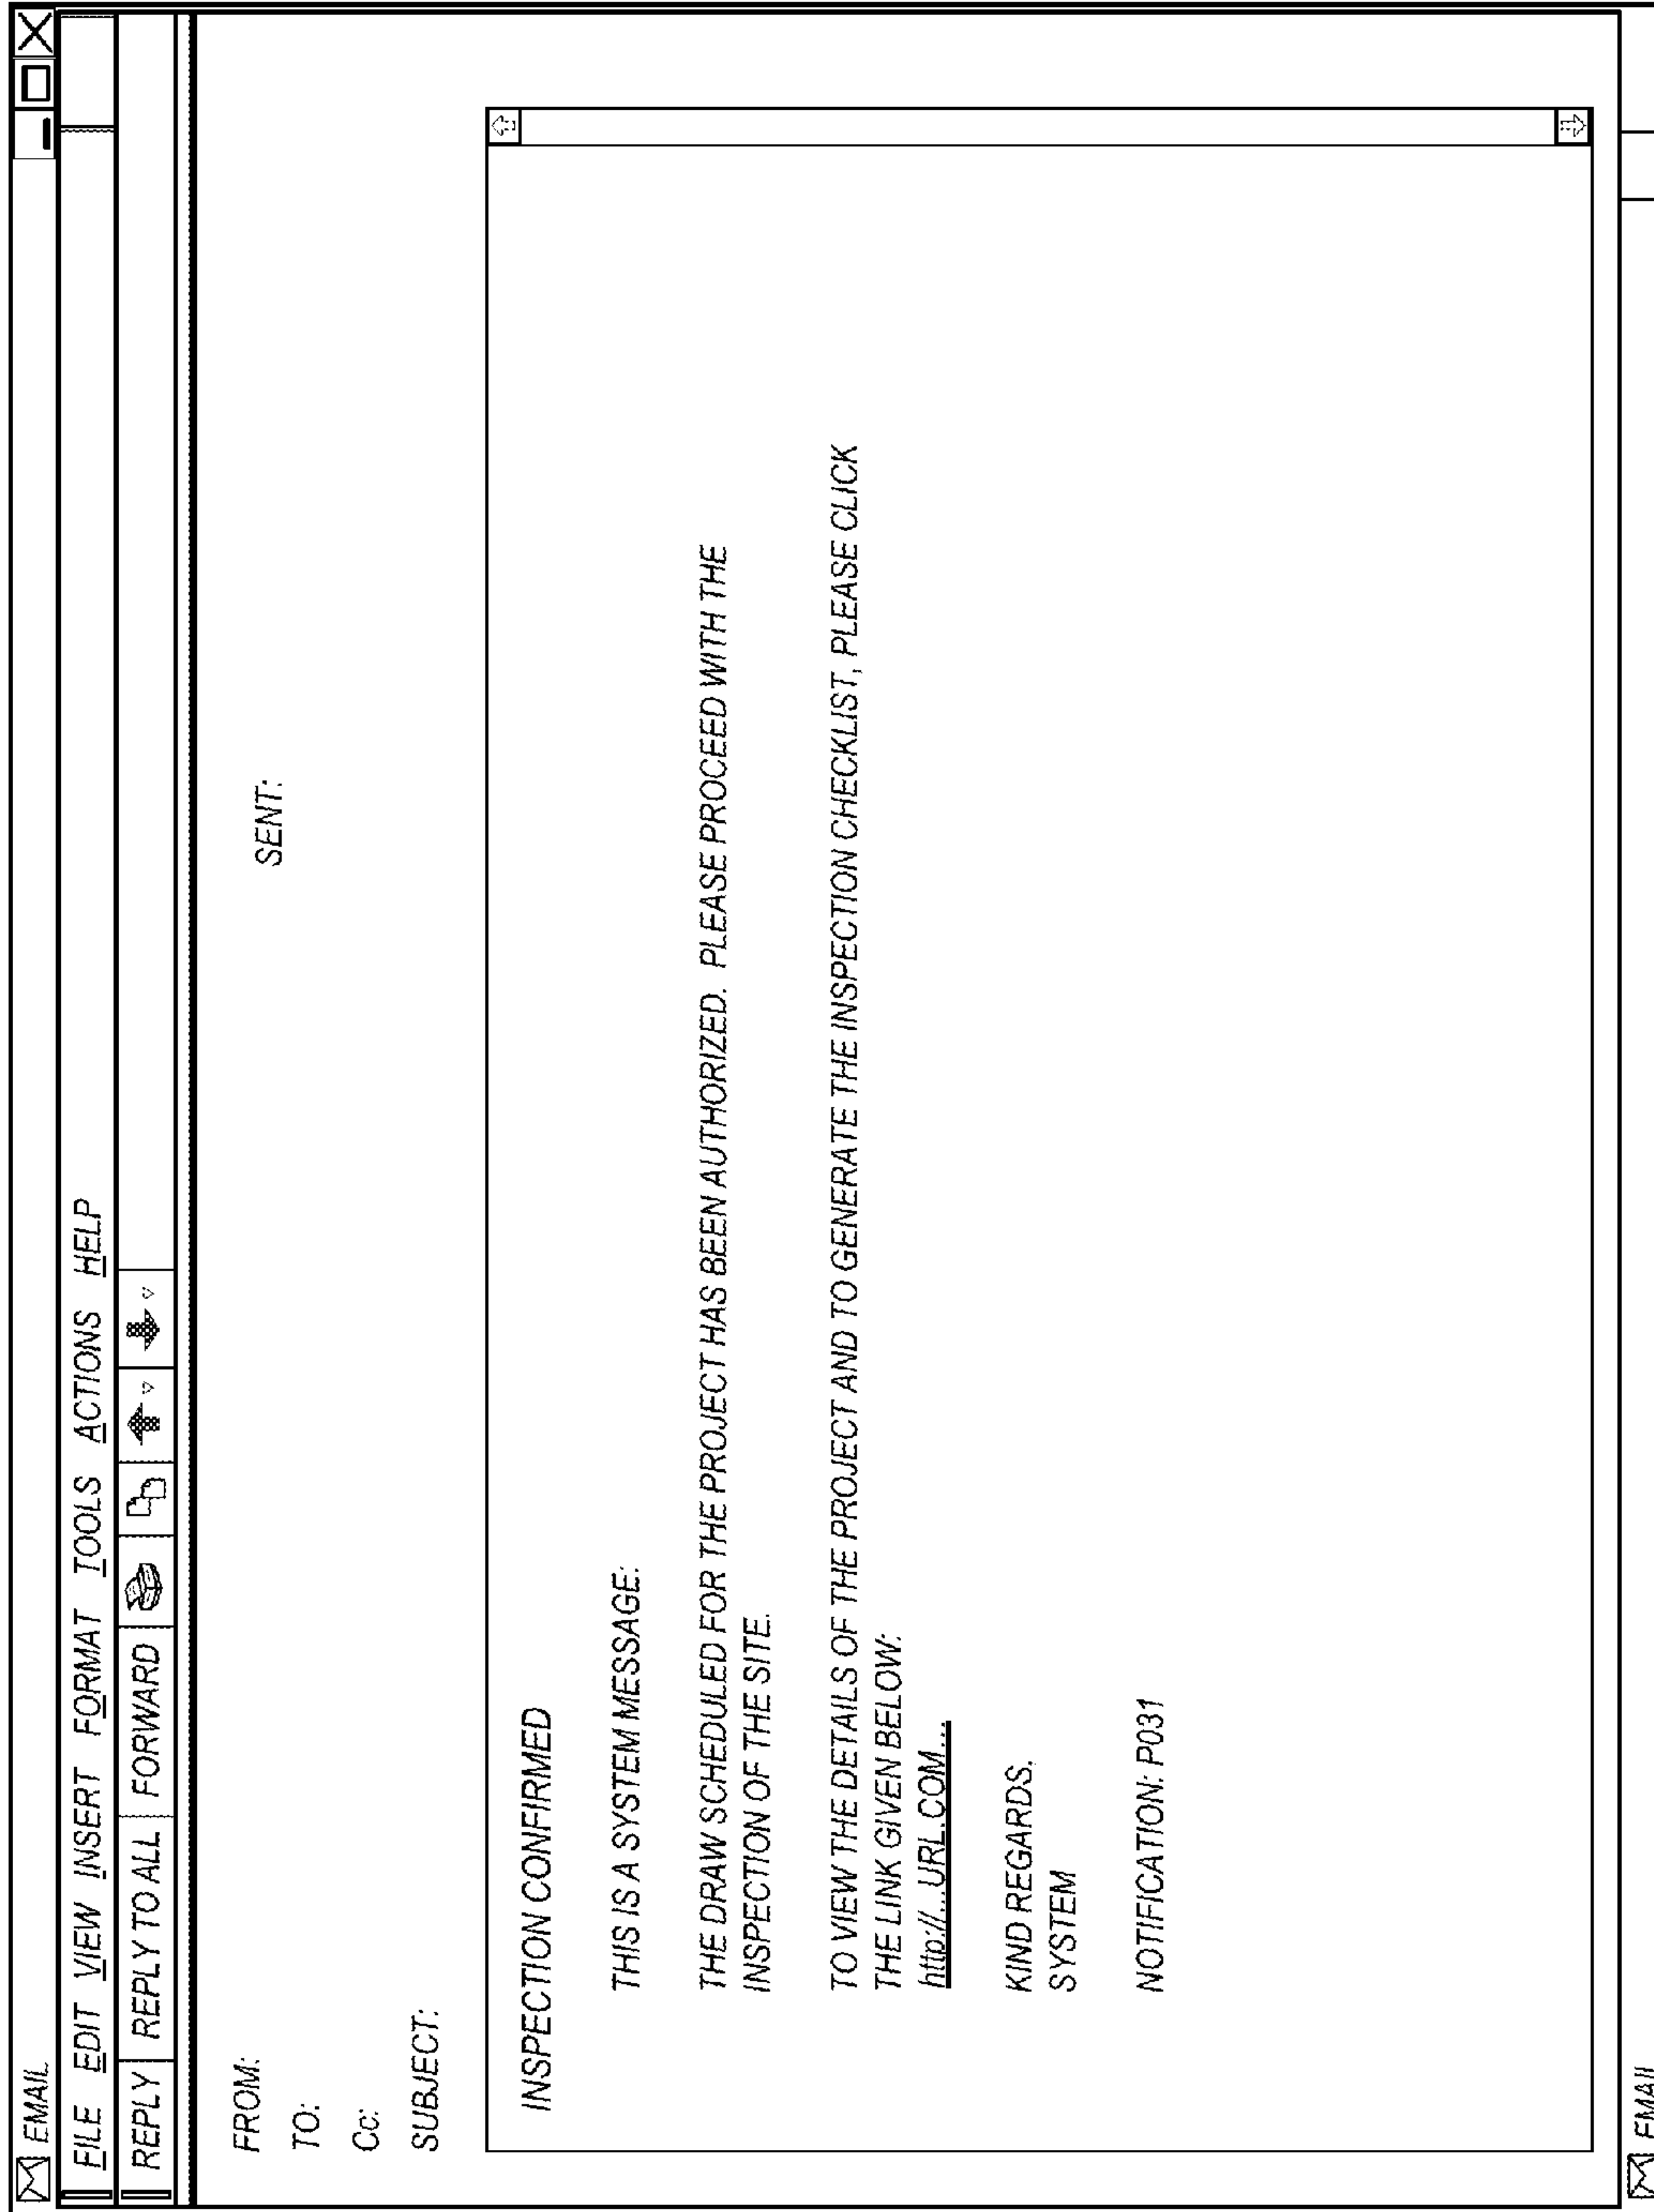 EMAIL
FILE EDIT VIEW INSERT FORMAT TOOLS ACTIONS HELP
REPLY REPLY TO ALL FORWARD
FROM:
SENT:
TO:
Cc:
SUBJECT:
INSPECTION CONFIRMED
THIS IS A SYSTEM MESSAGE:
THE DRAW SCHEDULED FOR THE PROJECT HAS BEEN AUTHORIZED. PLEASE PROCEED WITH THE
INSPECTION OF THE SITE.
TO VIEW THE DETAILS OF THE PROJECT AND TO GENERATE THE INSPECTION CHECKLIST, PLEASE CLICK
THE LINK GIVEN BELOW:
http://...URL.COM...
KIND REGARDS,
SYSTEM
NOTIFICATION: P031
EMAIL